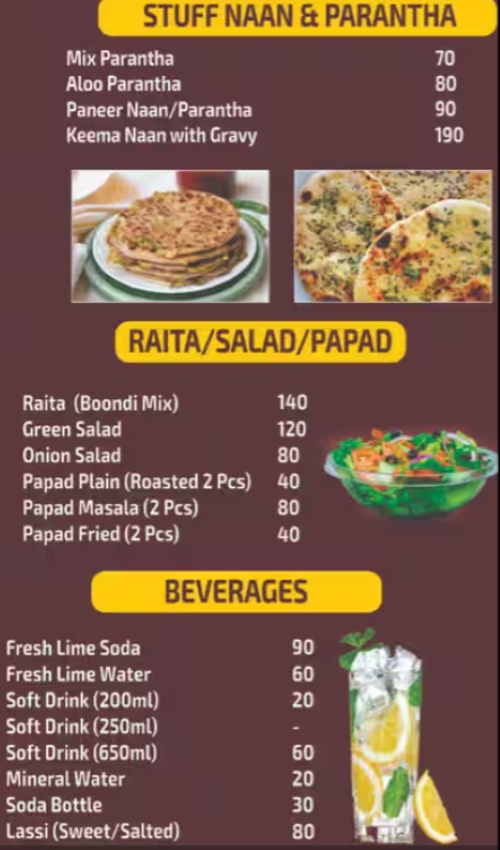 STUFF NAAN & PARANTHA
Mix Parantha 70
Aloo Parantha 80
Paneer Naan/Parantha 90
Keema Naan with Gravy 190
RAITA/SALAD/PAPAD
Raita (Boondi Mix) 140
Green Salad 120
Onion Salad 80
Papad Plain (Roasted 2 Pcs) 40
Papad Masala (2 Pcs) 80
Papad Fried (2 Pcs) 40
BEVERAGES
Fresh Lime Soda 90
Fresh Lime Water 60
Soft Drink (200ml) 20
Soft Drink (250ml) -
Soft Drink (650ml) 60
Mineral Water 20
Soda Bottle 30
Lassi (Sweet/Salted) 80